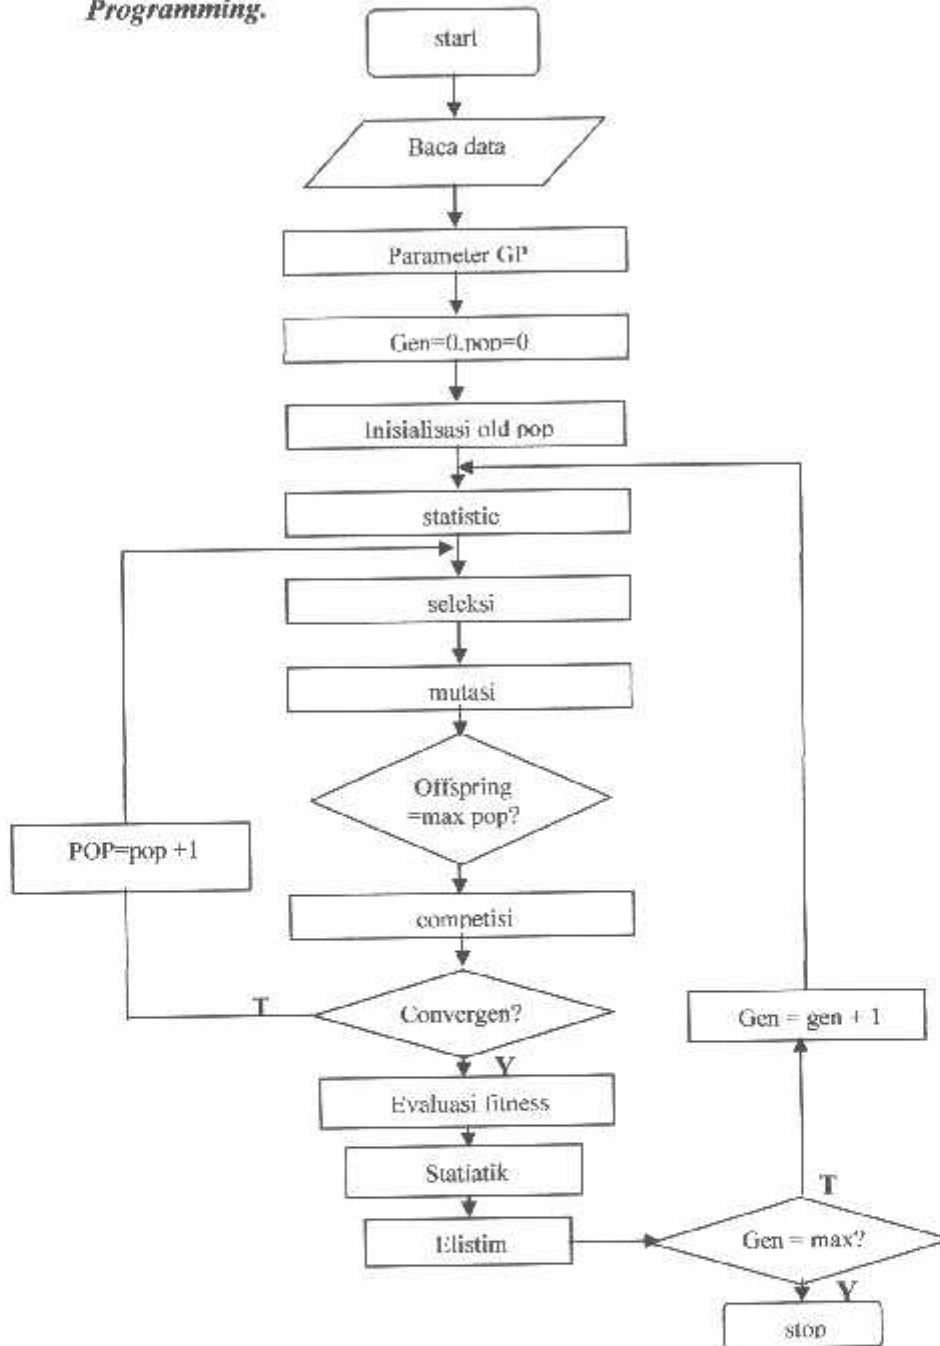 Programming.
start
Baca data
Parameter GP
Gen=0.pop=0
Inisialisasi old pop
statistic
seleksi
mutasi
Offspring
=max pop?
POP=pop +1
competisi
T
Convergen?
Gen = gen + 1
Y
Evaluasi fitness
Statiatik
T
Elistim
Gen = max?
Y
stop